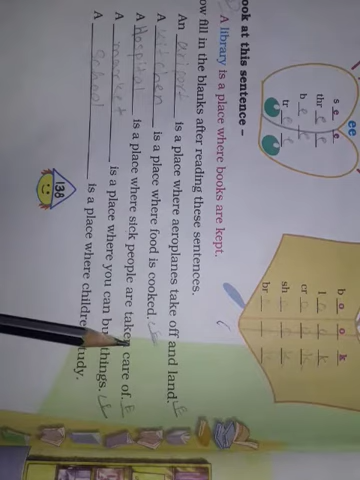 ee
s e e
thr e e
b e e
tr e e
b o o k
l o o k
cr o o k
sh o o k
br
ook at this sentence –
A library is a place where books are kept.
ow fill in the blanks after reading these sentences.
An airport is a place where aeroplanes take off and land.
A kitchen is a place where food is cooked.
A Hospital is a place where sick people are taken care of.
A market is a place where you can buy things.
A School is a place where children study.
138